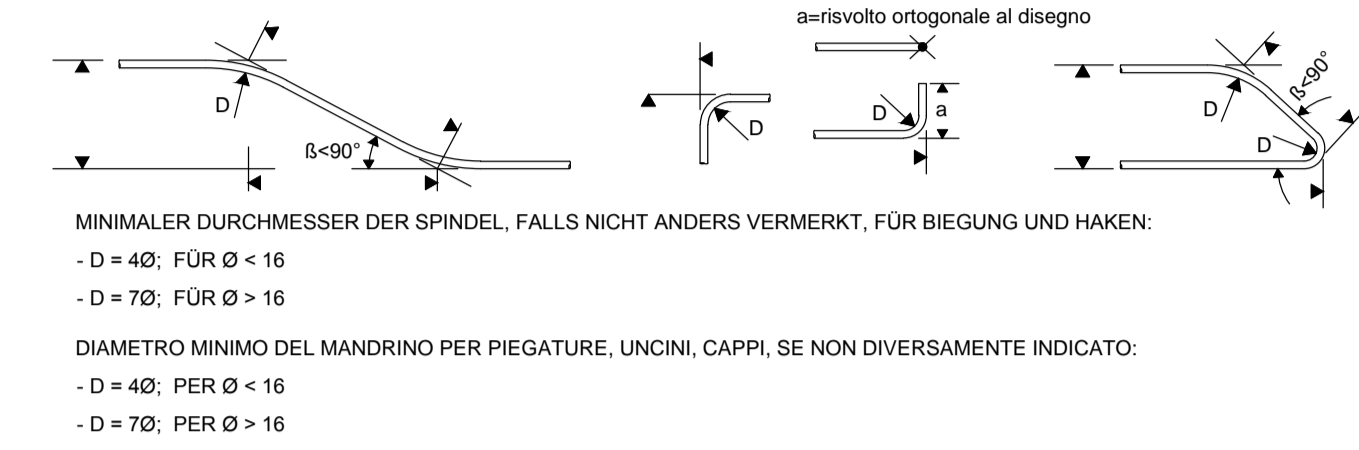 a=risvolto ortogonale al disegno
D
ß<90°
D
D
a
D
ß<90°
D
MINIMALER DURCHMESSER DER SPINDEL, FALLS NICHT ANDERS VERMERKT, FÜR BIEGUNG UND HAKEN:
- D = 4Ø; FÜR Ø < 16
- D = 7Ø; FÜR Ø > 16
DIAMETRO MINIMO DEL MANDRINO PER PIEGATURE, UNCINI, CAPPI, SE NON DIVERSAMENTE INDICATO:
- D = 4Ø; PER Ø < 16
- D = 7Ø; PER Ø > 16